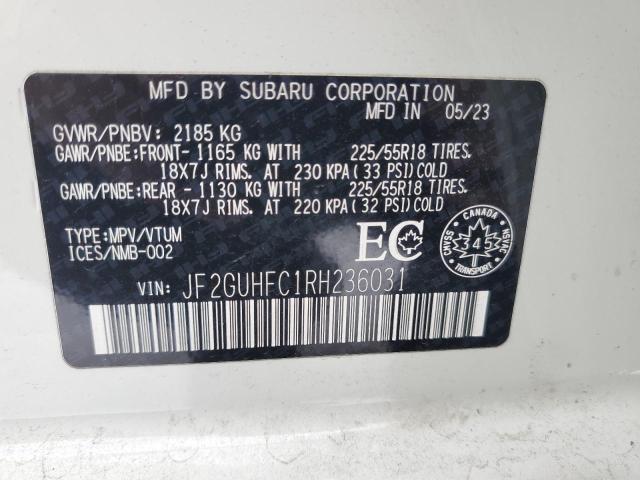 MFD BY SUBARU CORPORATION
MFD IN 05/23
GVWR/PNBV: 2185 KG
GAWR/PNBE:FRONT- 1165 KG WITH 225/55R18 TIRES.
18X7J RIMS. AT 230 KPA(33 PSI)COLD
GAWR/PNBE:REAR - 1130 KG WITH 225/55R18 TIRES.
18X7J RIMS. AT 220 KPA(32 PSI)COLD
TYPE:MPV/VTUM
ICES/NMB-002
EC
CANADA
CMVSS
345
NSVAC
TRANSPORT
VIN: JF2GUHFC1RH236031